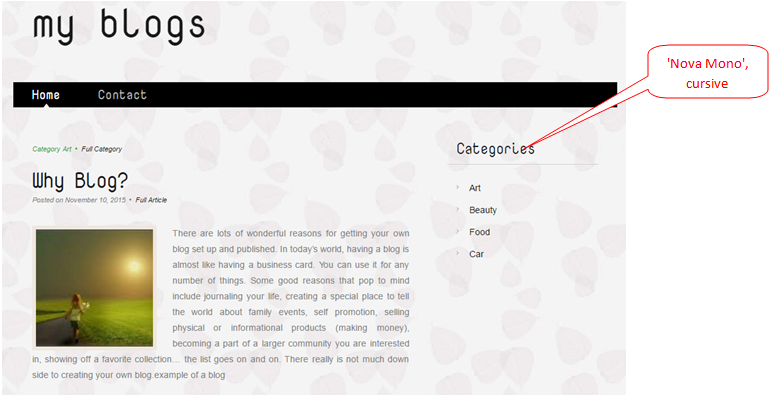 my blogs
Home Contact
Category Art • Full Category
Why Blog?
Posted on November 10, 2015 • Full Article
There are lots of wonderful reasons for getting your own
blog set up and published. In today's world, having a blog is
almost like having a business card. You can use it for any
number of things. Some good reasons that pop to mind
include journaling your life, creating a special place to tell
the world about family events, self promotion, selling
physical or informational products (making money),
becoming a part of a larger community you are interested
in, showing off a favorite collection… the list goes on and on. There really is not much down
side to creating your own blog.example of a blog
Categories
Art
Beauty
Food
Car
'Nova Mono',
cursive